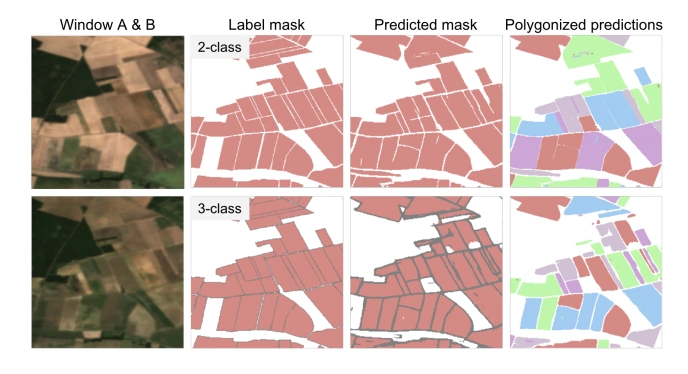 Window A & B
Label mask
Predicted mask
Polygonized predictions
2-class
3-class